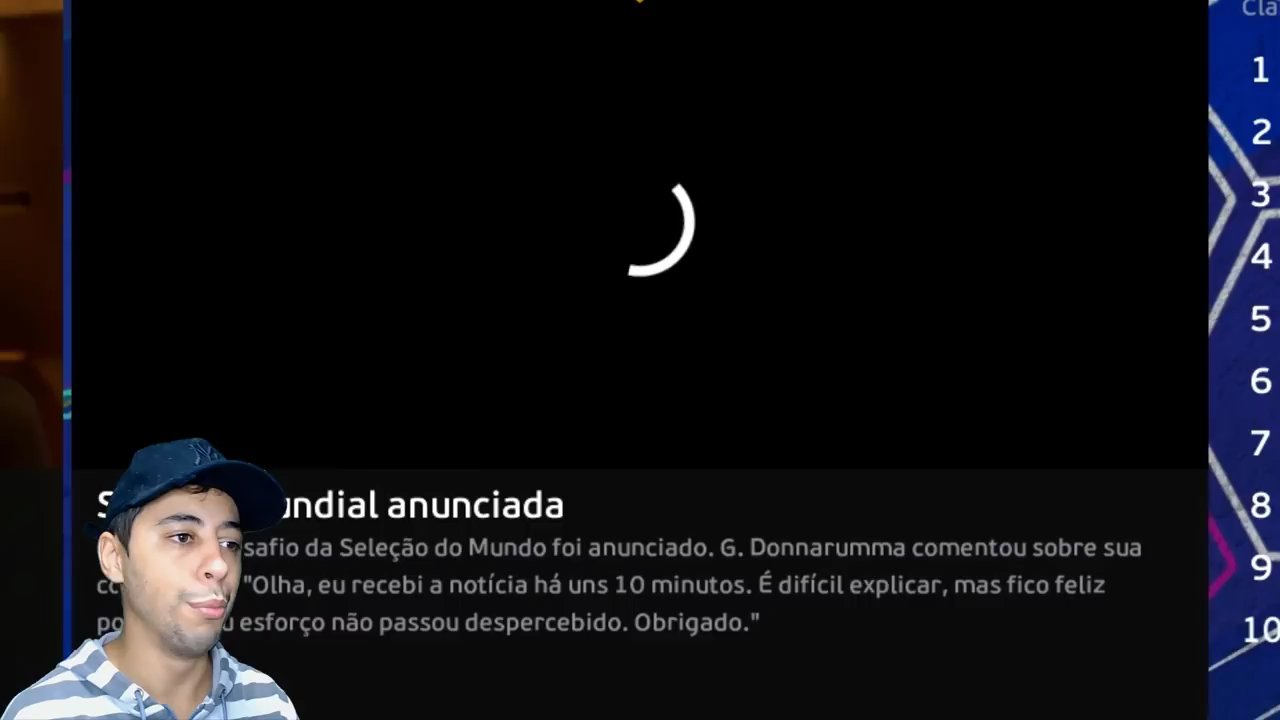 Cla
1
2
3
4
5
6
7
8
9
10
anunciada
da Seleção do Mundo foi anunciado. G. Donnarumma comentou sobre sua
"Olha, eu recebi a notícia há uns 10 minutos. É difícil explicar, mas fico feliz
esforço não passou despercebido. Obrigado."